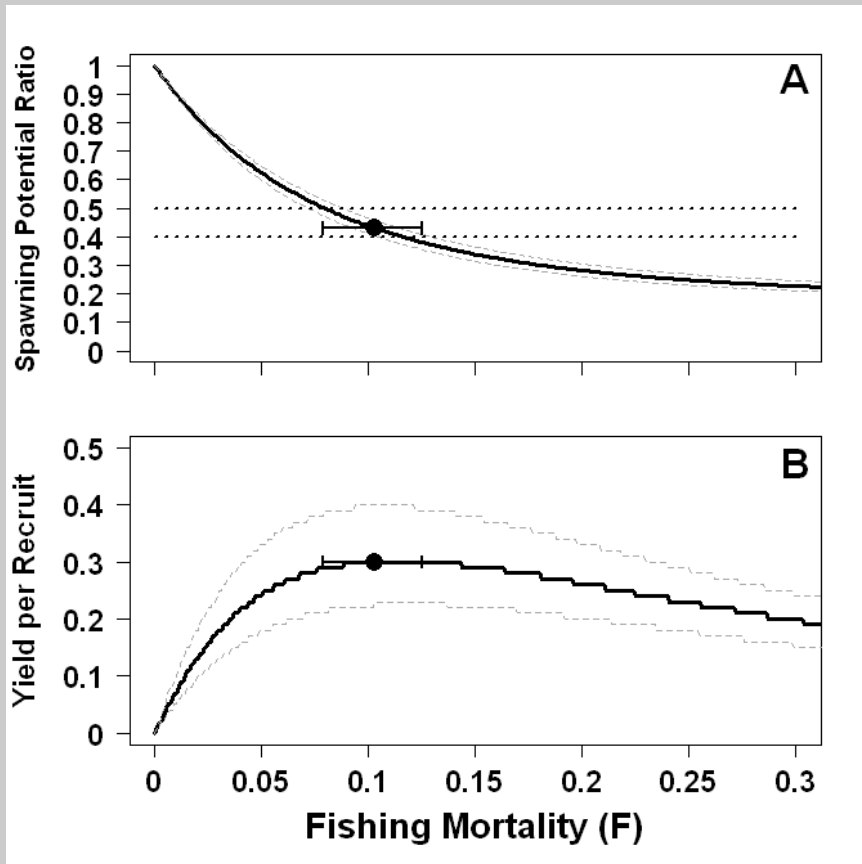 A
Spawning Potential Ratio
1
0.9
0.8
0.7
0.6
0.5
0.4
0.3
0.2
0.1
0
B
Yield per Recruit
0.5
0.4
0.3
0.2
0.1
0
0 0.05 0.1 0.15 0.2 0.25 0.3
Fishing Mortality (F)